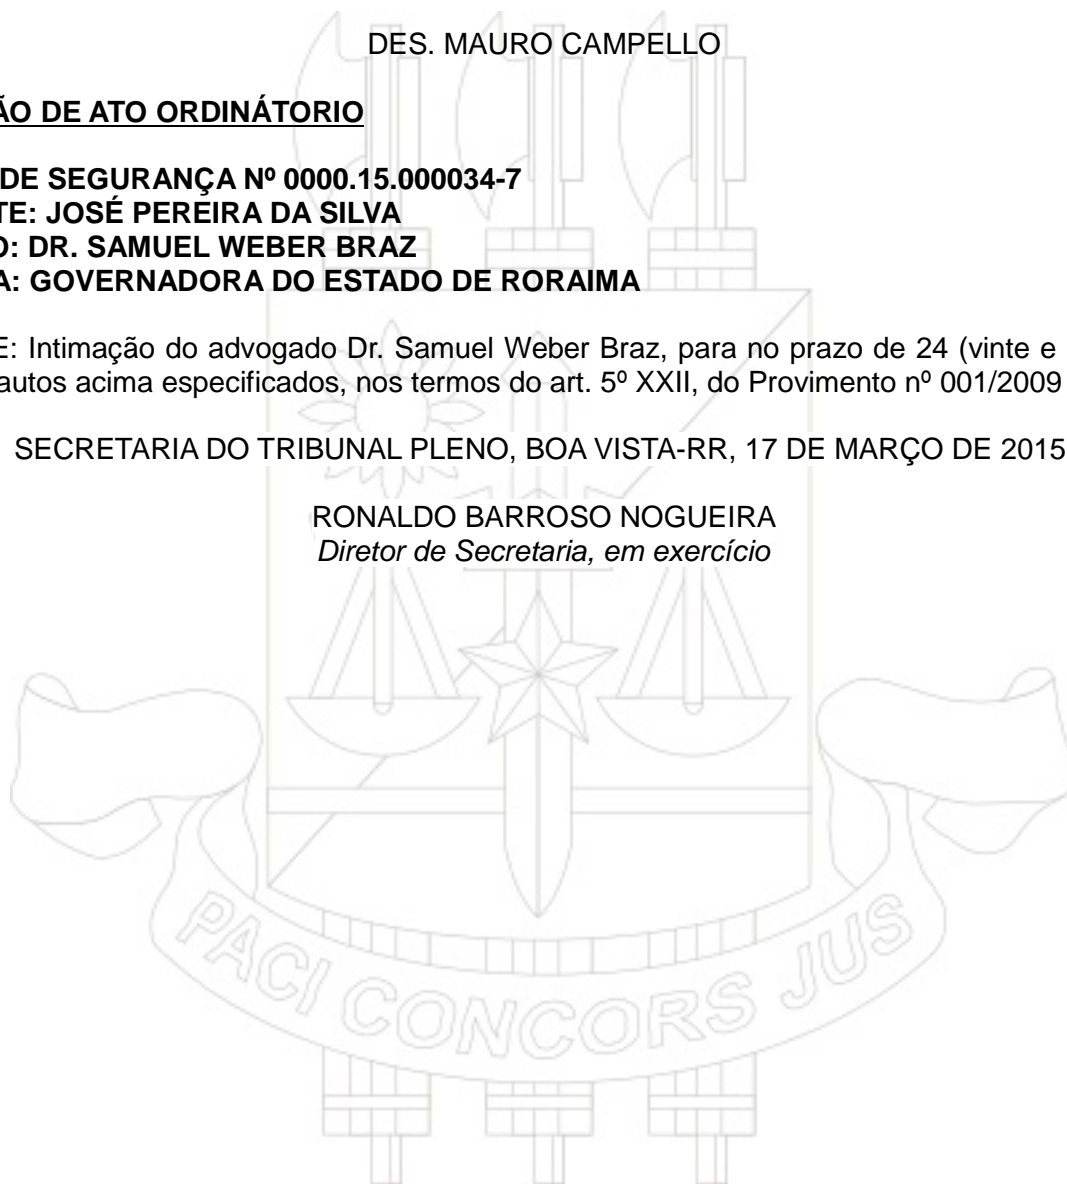 DES. MAURO CAMPELLO
ÃO DE ATO ORDINÁTORIO
DE SEGURANÇA Nº 0000.15.000034-7
TE: JOSÉ PEREIRA DA SILVA
O: DR. SAMUEL WEBER BRAZ
A: GOVERNADORA DO ESTADO DE RORAIMA
E: Intimação do advogado Dr. Samuel Weber Braz, para no prazo de 24 (vinte e
autos acima especificados, nos termos do art. 5º XXII, do Provimento nº 001/2009
SECRETARIA DO TRIBUNAL PLENO, BOA VISTA-RR, 17 DE MARÇO DE 2015
RONALDO BARROSO NOGUEIRA
Diretor de Secretaria, em exercício
PACI CONCORS JUS